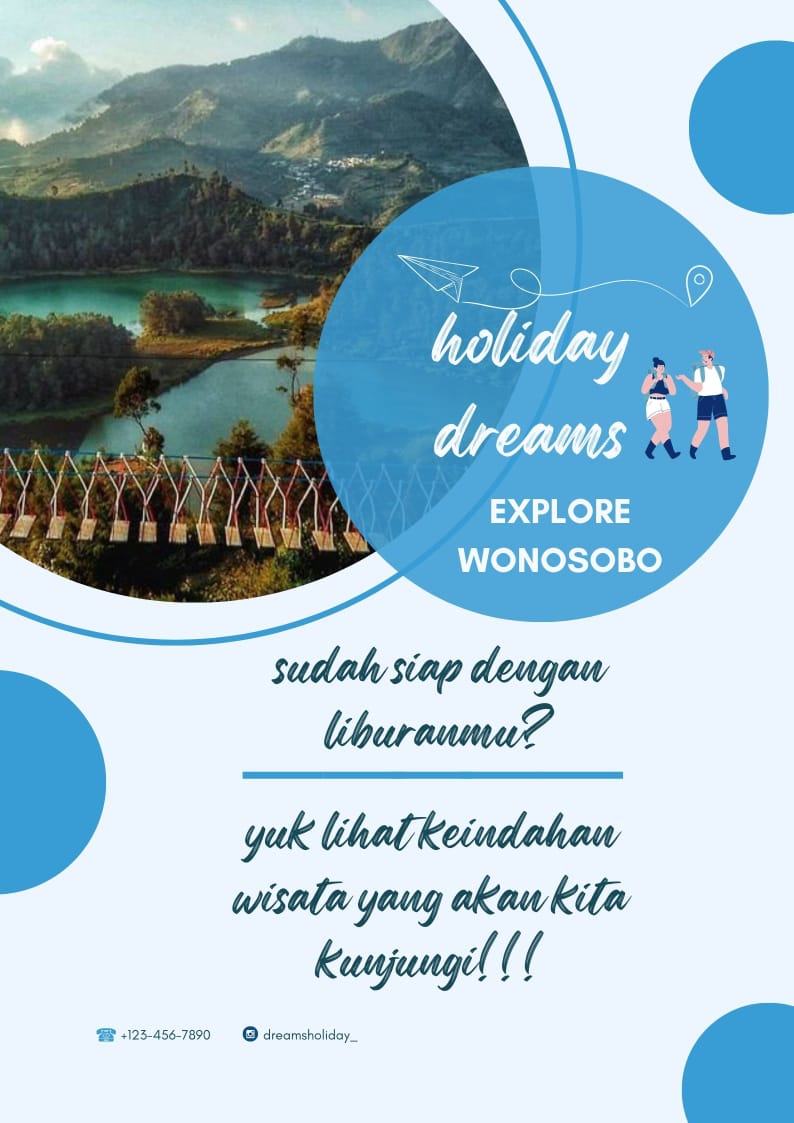 holiday
dreams
EXPLORE
WONOSOBO
sudah siap dengan
liburanmu?
yuk lihat keindahan
wisata yang akan kita
kunjungi!!!
+123-456-7890
dreamsholiday_